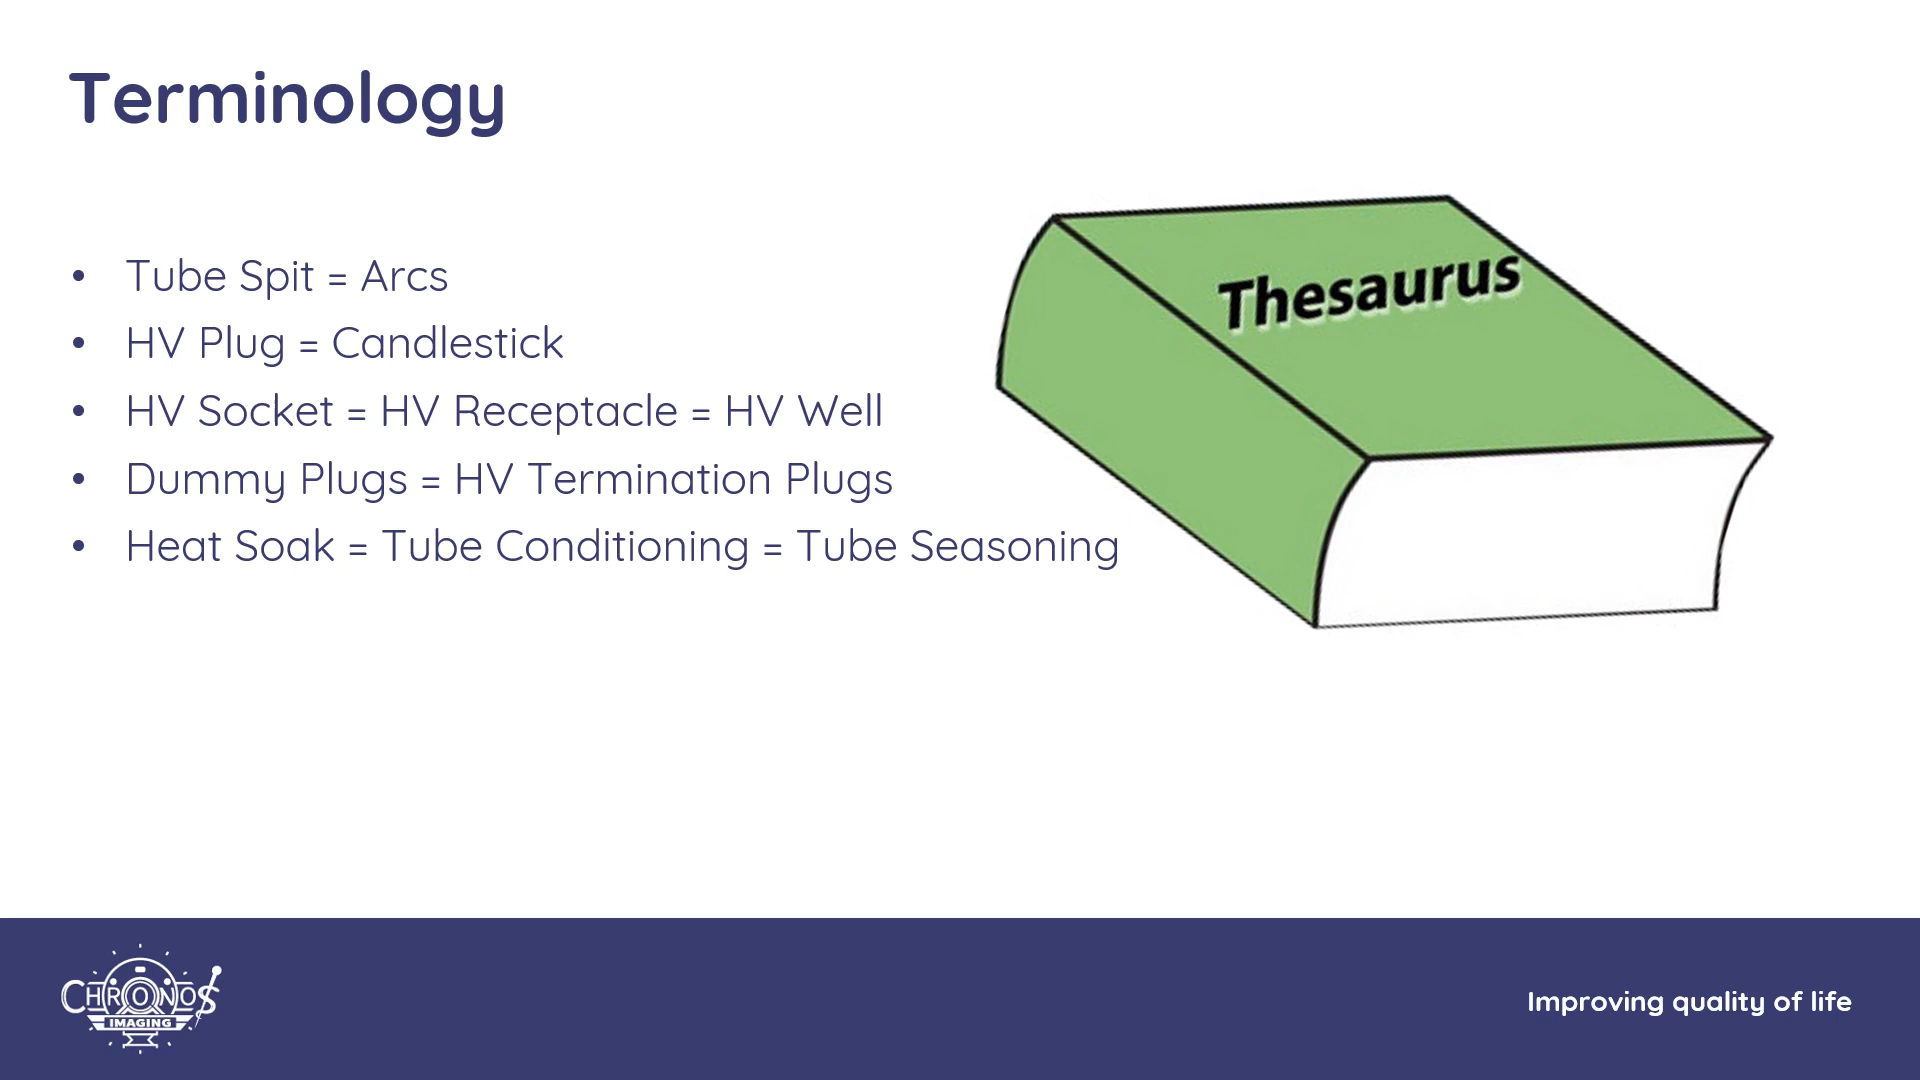 Terminology
• Tube Spit = Arcs
• HV Plug = Candlestick
• HV Socket = HV Receptacle = HV Well
• Dummy Plugs = HV Termination Plugs
• Heat Soak = Tube Conditioning = Tube Seasoning
Thesaurus
CHRONOS
IMAGING
Improving quality of life